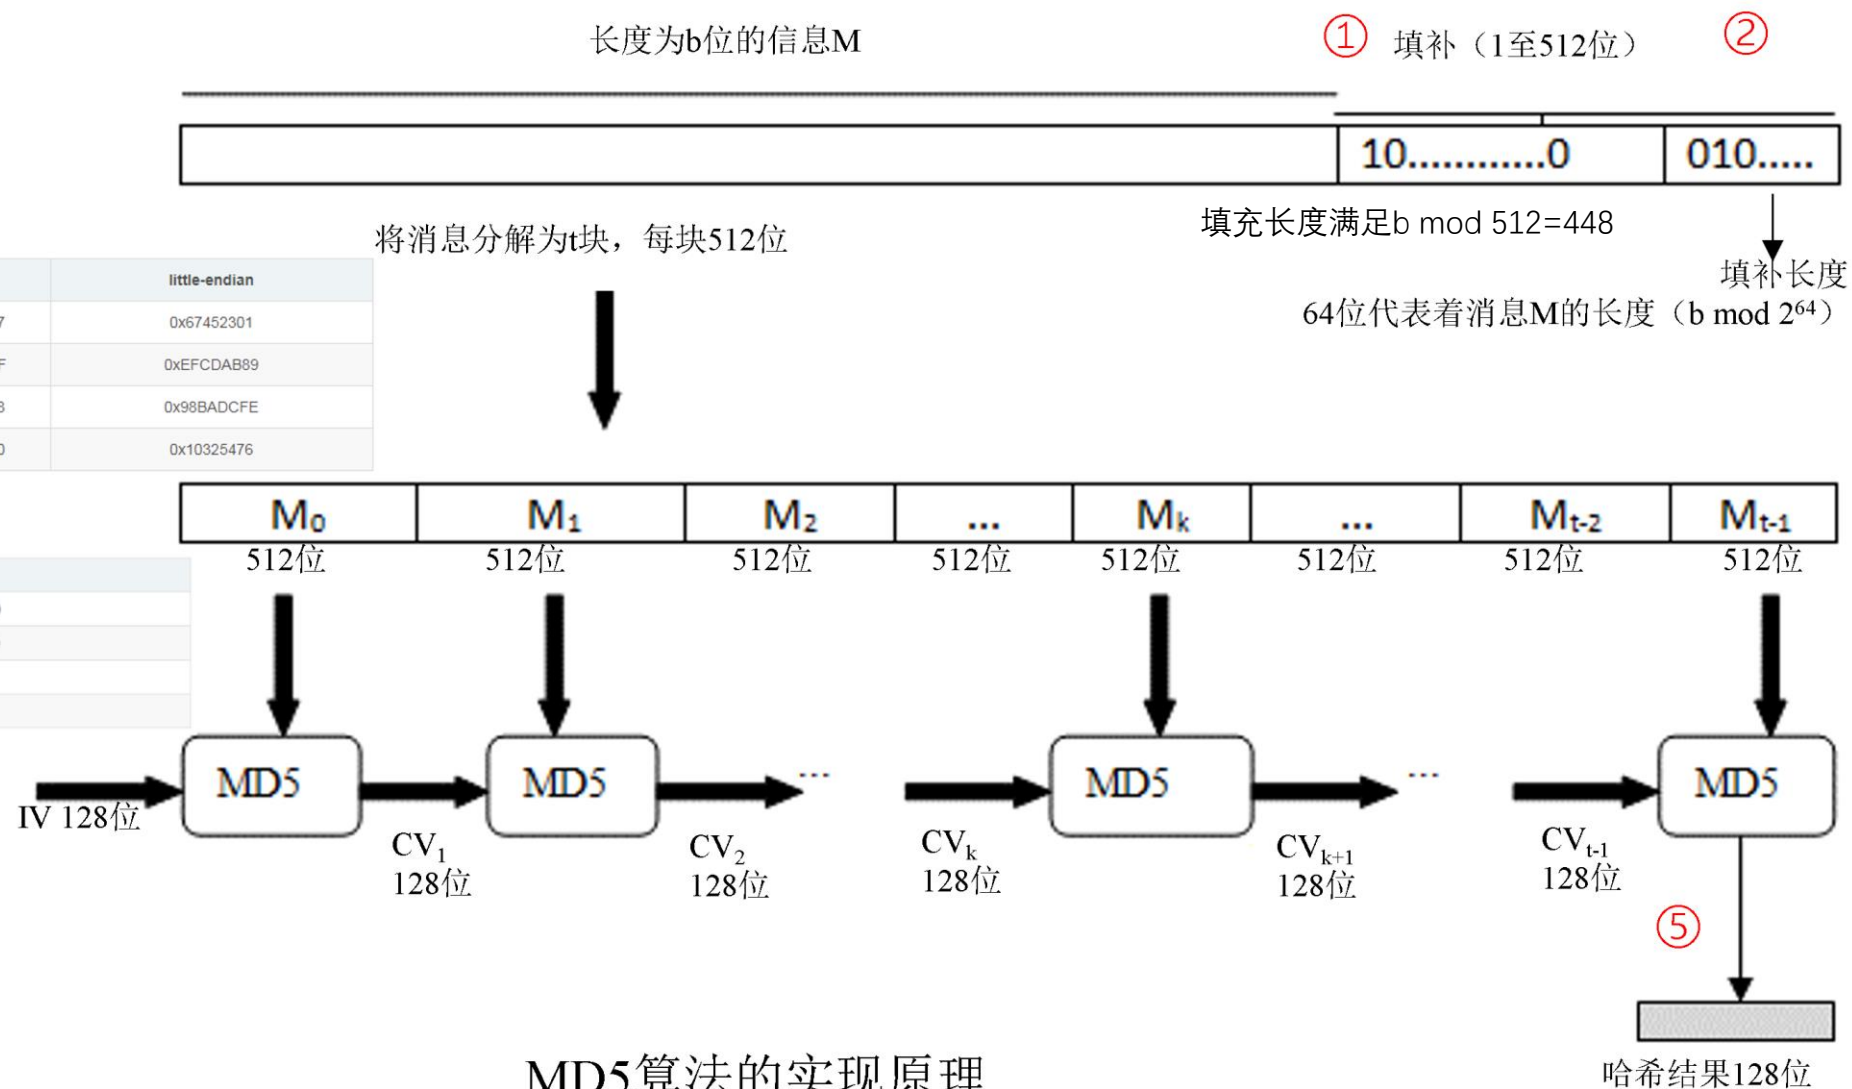 长度为b位的信息M
① 填补（1至512位） ②
10............0 010.....
填充长度满足b mod 512=448
将消息分解为t块，每块512位
填补长度
64位代表着消息M的长度（b mod 2⁶⁴）
little-endian
7 0x67452301
F 0xEFCDAB89
8 0x98BADCFE
0 0x10325476
M₀ M₁ M₂ ... Mₖ ... Mₜ₋₂ Mₜ₋₁
512位 512位 512位 512位 512位 512位 512位 512位
MD5 MD5 ... MD5 ... MD5
IV 128位
CV₁ CV₂ CVₖ CVₖ₊₁ CVₜ₋₁
128位 128位 128位 128位 128位
⑤
MD5算法的实现原理
哈希结果128位